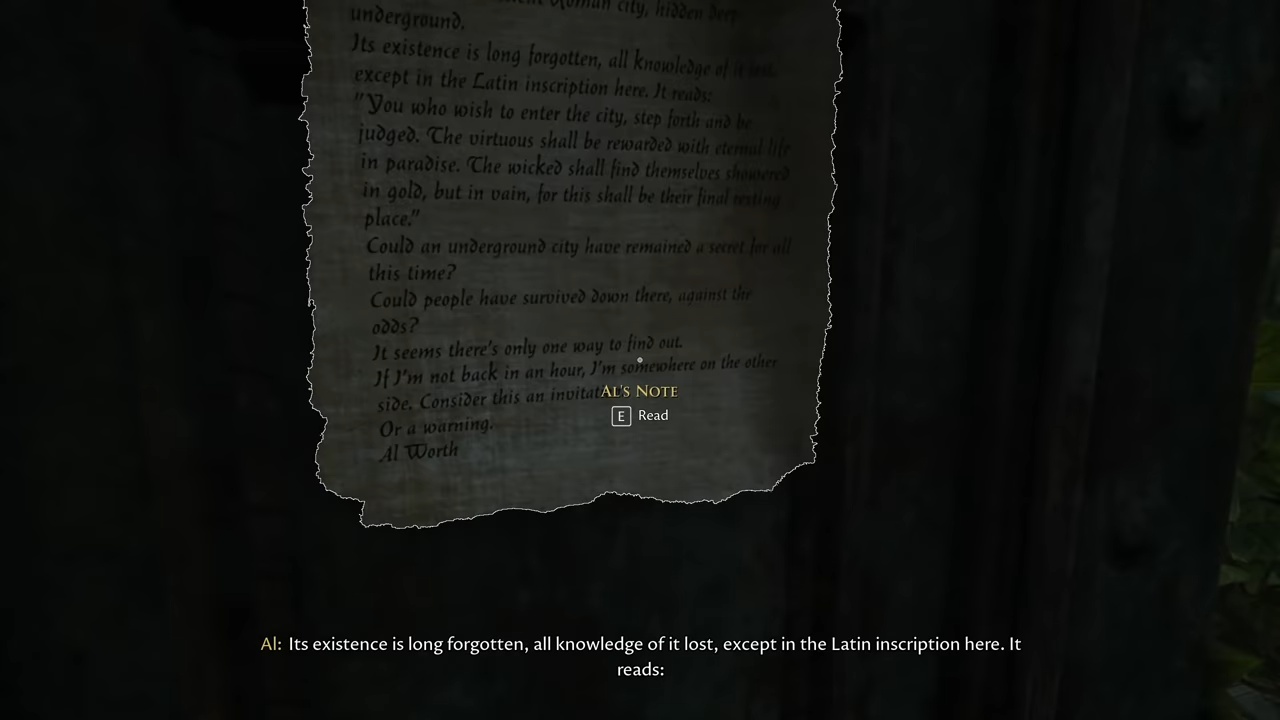 Roman city, hidden deep
underground.
Its existence is long forgotten, all knowledge of it lost,
except in the Latin inscription here. It reads:
"You who wish to enter the city, step forth and be
judged. The virtuous shall be rewarded with eternal life
in paradise. The wicked shall find themselves showered
in gold, but in vain, for this shall be their final resting
place."
Could an underground city have remained a secret for all
this time?
Could people have survived down there, against the
odds?
It seems there's only one way to find out.
If I'm not back in an hour, I'm somewhere on the other
side. Consider this an invitat
Or a warning.
Al Worth
AL'S NOTE
E Read
Al: Its existence is long forgotten, all knowledge of it lost, except in the Latin inscription here. It
reads: